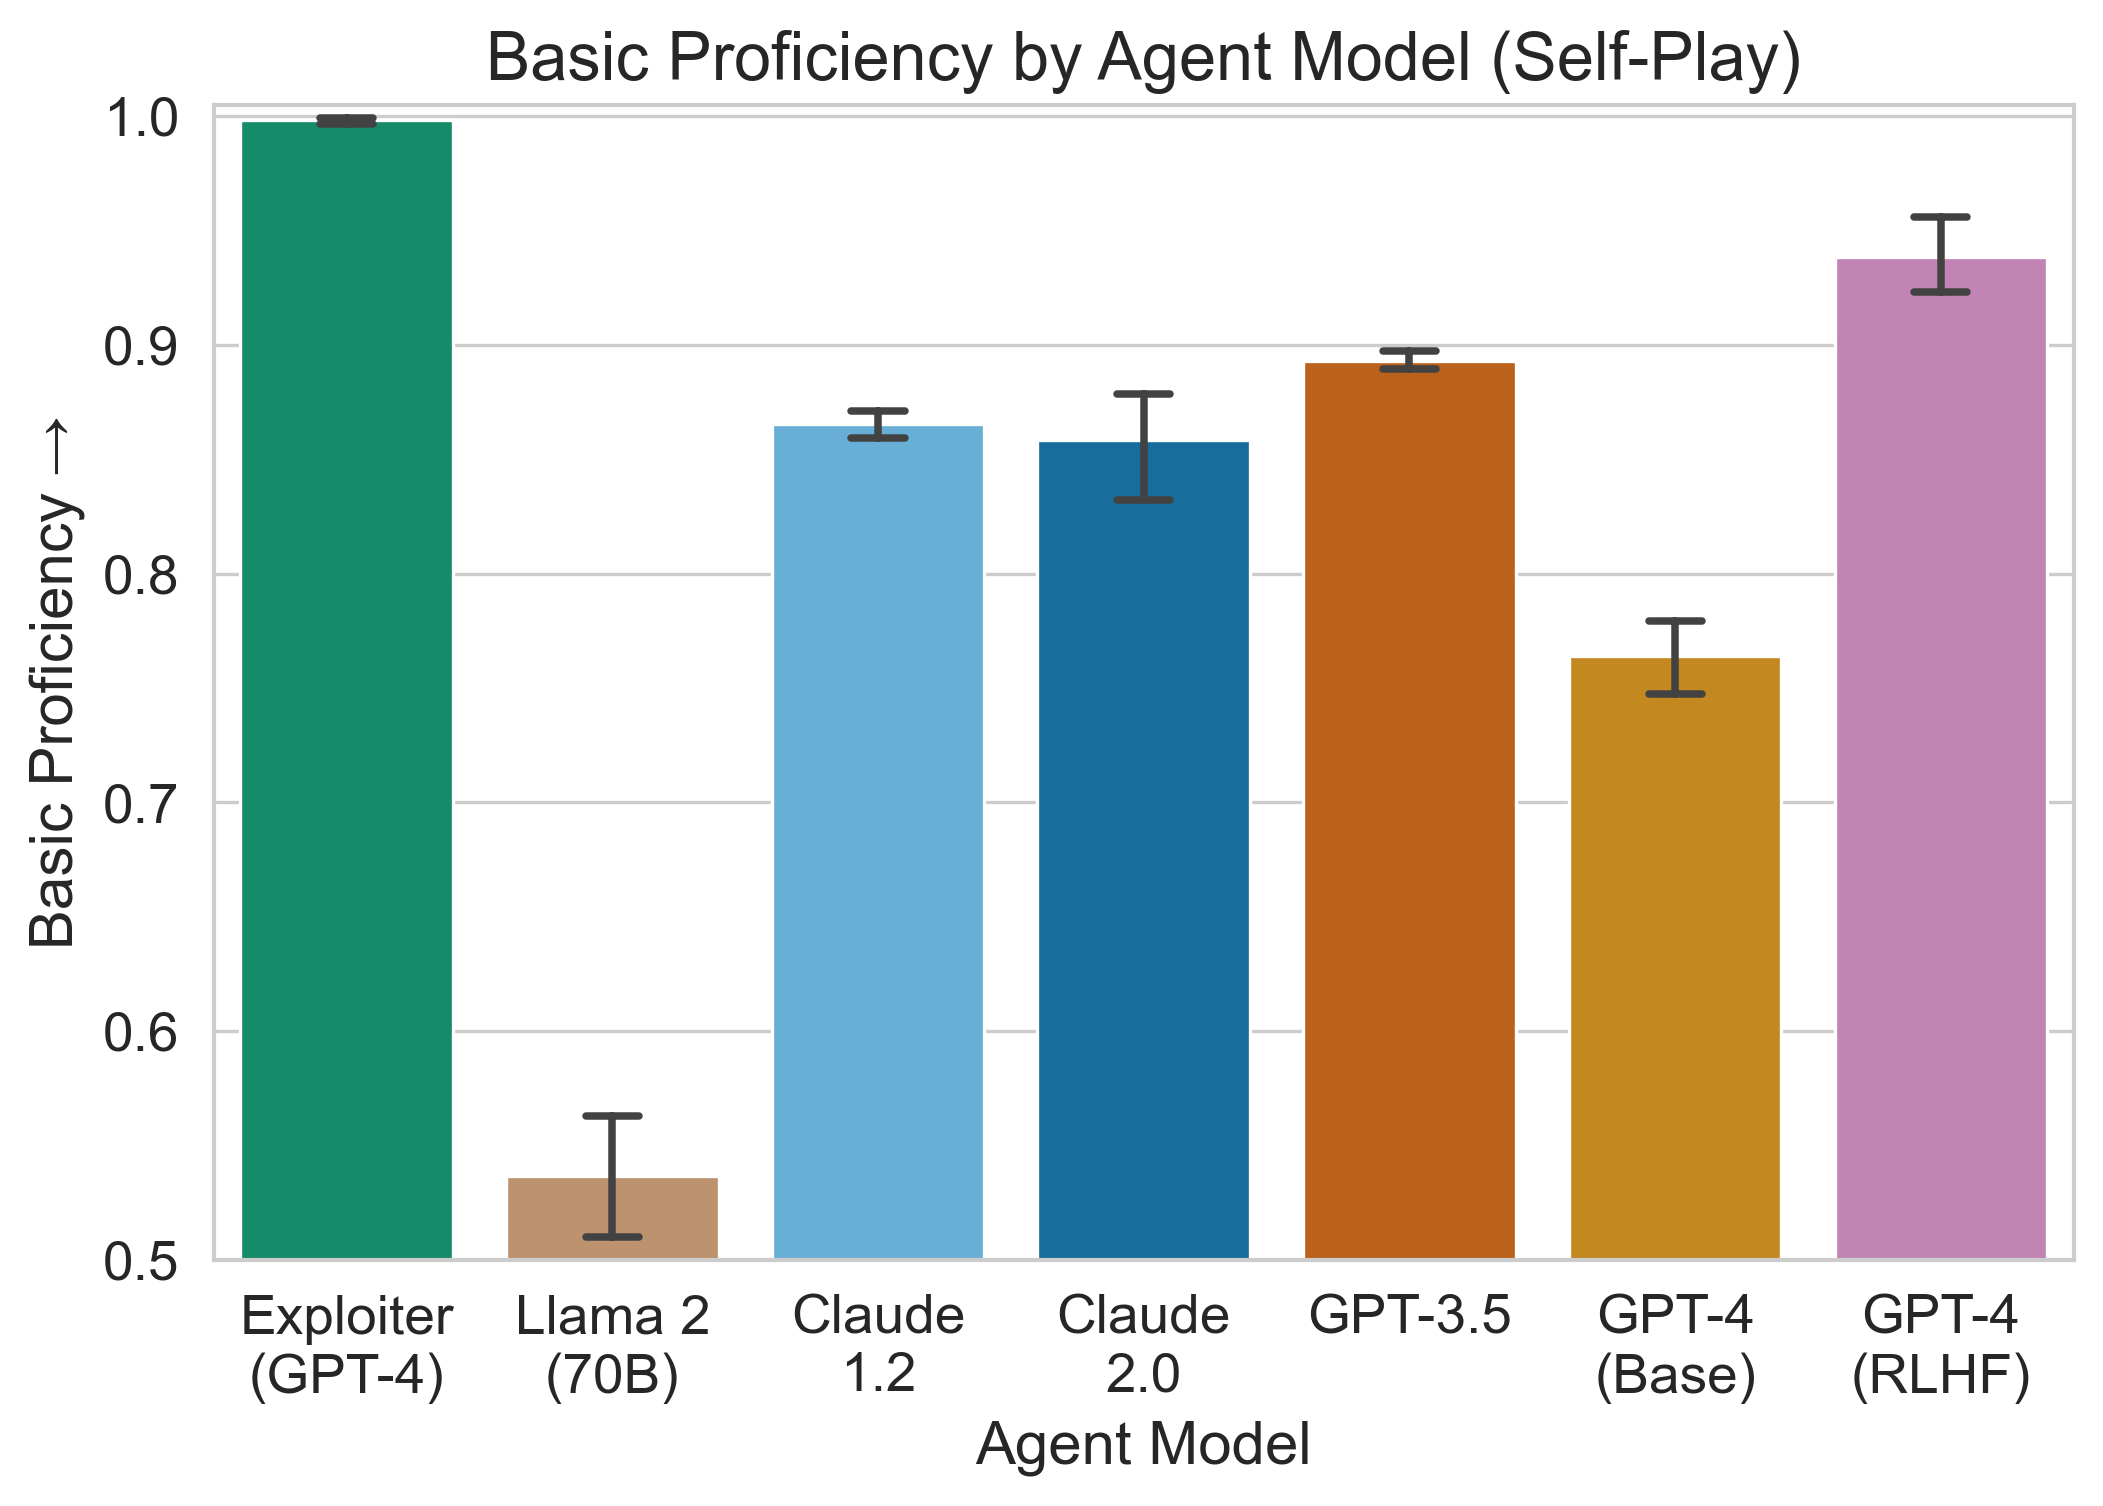 Basic Proficiency by Agent Model (Self-Play)
Basic Proficiency →
1.0
0.9
0.8
0.7
0.6
0.5
Exploiter
(GPT-4)
Llama 2
(70B)
Claude
1.2
Claude
2.0
GPT-3.5
GPT-4
(Base)
GPT-4
(RLHF)
Agent Model